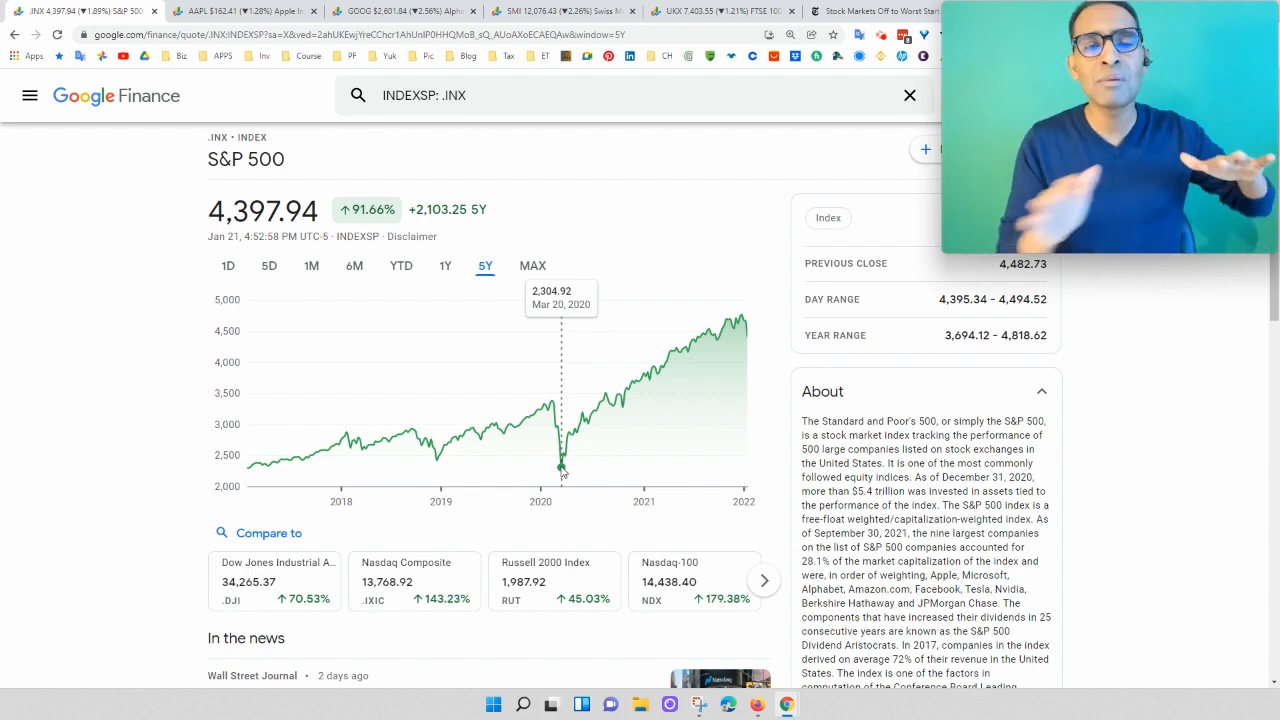 .INX 4,397.94 (▼1.89%) S&P 500
AAPL $162.41 (▼1.28%) Apple In
GOOG $2,601.84 (▼2.56%) Alpha
SMI 12,076.43 (▼2.26%) Swiss M
UKX 7,403.55 (▼1.21%) FTSE 100
Stock Markets Off to Worst Start
google.com/finance/quote/.INX:INDEXSP?sa=X&ved=2ahUKEwjYreCChcr1AhUnIP0HHQMoB_sQ_AUoAXoECAEQAw&window=5Y
Apps
Biz
APPS
Inv
Course
PF
Yuk
Pic
Blog
Tax
ET
CH
Google Finance
INDEXSP: .INX
.INX • INDEX
S&P 500
4,397.94
↑ 91.66%
+2,103.25 5Y
Jan 21, 4:52:58 PM UTC-5 · INDEXSP · Disclaimer
1D 5D 1M 6M YTD 1Y 5Y MAX
2,304.92
Mar 20, 2020
5,000
4,500
4,000
3,500
3,000
2,500
2,000
2018 2019 2020 2021 2022
Compare to
Dow Jones Industrial A...
34,265.37
.DJI ↑ 70.53%
Nasdaq Composite
13,768.92
.IXIC ↑ 143.23%
Russell 2000 Index
1,987.92
RUT ↑ 45.03%
Nasdaq-100
14,438.40
NDX ↑ 179.38%
In the news
Wall Street Journal • 2 days ago
Nasdaq
Index
PREVIOUS CLOSE 4,482.73
DAY RANGE 4,395.34 - 4,494.52
YEAR RANGE 3,694.12 - 4,818.62
About
The Standard and Poor's 500, or simply the S&P 500,
is a stock market index tracking the performance of
500 large companies listed on stock exchanges in
the United States. It is one of the most commonly
followed equity indices. As of December 31, 2020,
more than $5.4 trillion was invested in assets tied to
the performance of the index. The S&P 500 index is a
free-float weighted/capitalization-weighted index. As
of September 30, 2021, the nine largest companies
on the list of S&P 500 companies accounted for
28.1% of the market capitalization of the index and
were, in order of weighting, Apple, Microsoft,
Alphabet, Amazon.com, Facebook, Tesla, Nvidia,
Berkshire Hathaway and JPMorgan Chase. The
components that have increased their dividends in 25
consecutive years are known as the S&P 500
Dividend Aristocrats. In 2017, companies in the index
derived on average 72% of their revenue in the United
States. The index is one of the factors in
computation of the Conference Board Leading